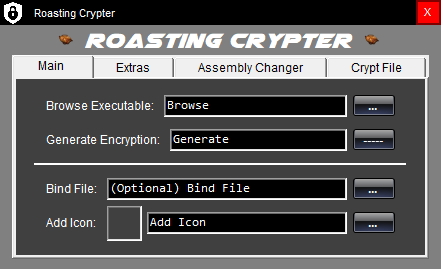 Roasting Crypter
X
ROASTING CRYPTER
Main Extras Assembly Changer Crypt File
Browse Executable: Browse ...
Generate Encryption: Generate -----
Bind File: (Optional) Bind File ...
Add Icon: Add Icon ...